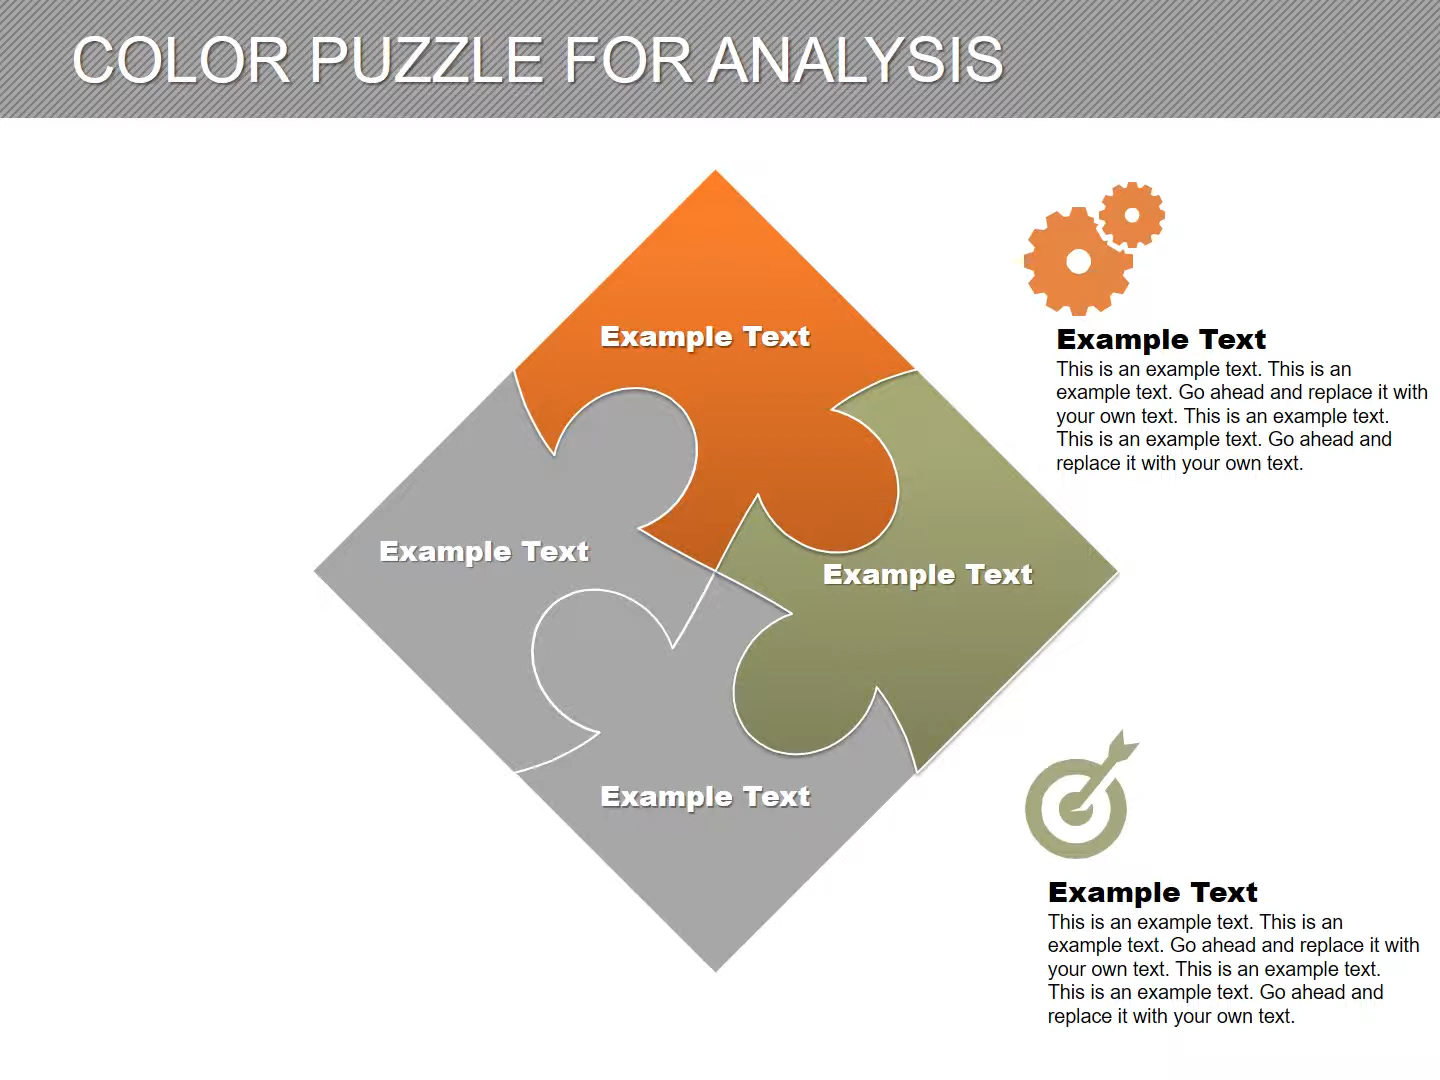 COLOR PUZZLE FOR ANALYSIS
Example Text
Example Text
Example Text
Example Text
Example Text
This is an example text. This is an
example text. Go ahead and replace it with
your own text. This is an example text.
This is an example text. Go ahead and
replace it with your own text.
Example Text
This is an example text. This is an
example text. Go ahead and replace it with
your own text. This is an example text.
This is an example text. Go ahead and
replace it with your own text.